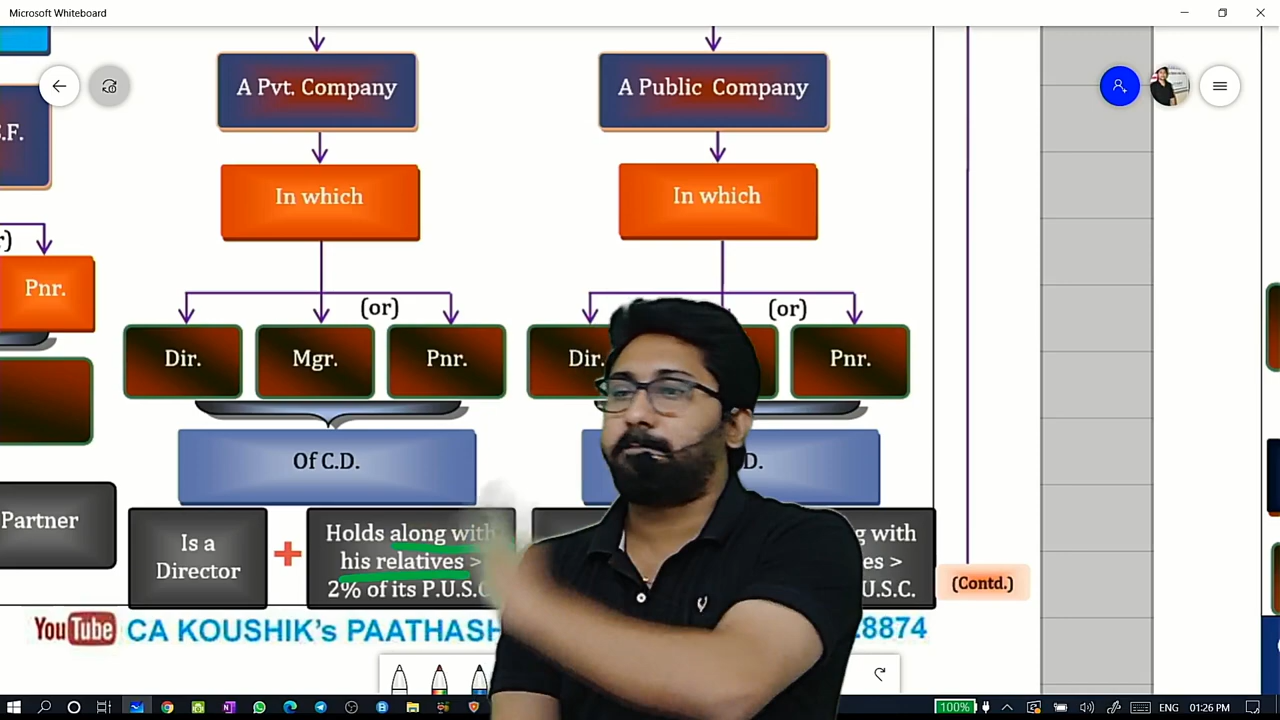 Microsoft Whiteboard
A Pvt. Company
A Public Company
.F.
In which
In which
r)
(or)
(or)
Pnr.
Dir.
Mgr.
Pnr.
Dir.
Pnr.
Of C.D.
D.
Partner
Is a
Director
Holds along with
his relatives >
2% of its P.U.S.C
g with
es >
U.S.C.
(Contd.)
YouTube CA KOUSHIK's PAATHASH
8874
100%
ENG
01:26 PM